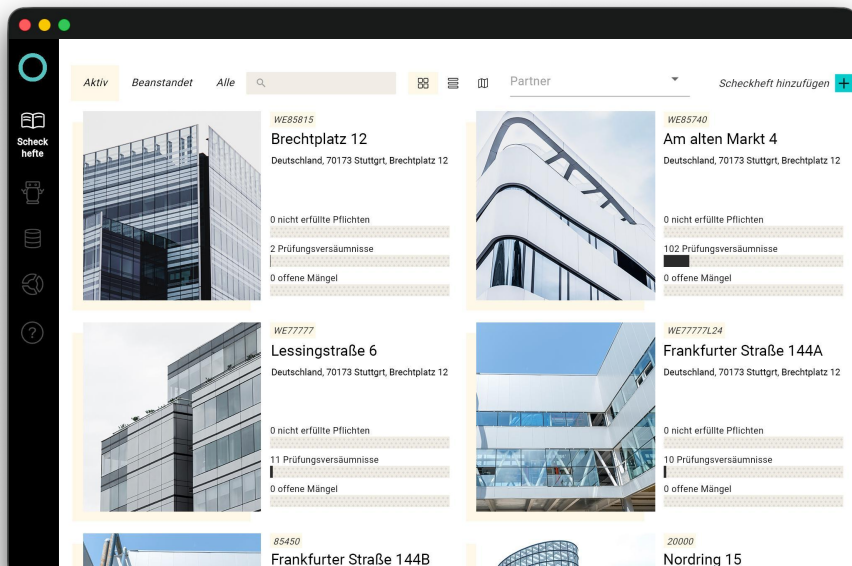 Aktiv Beanstandet Alle Partner Scheckheft hinzufügen +
Scheck
hefte
?
WE85815
Brechtplatz 12
Deutschland, 70173 Stuttgrt, Brechtplatz 12
0 nicht erfüllte Pflichten
2 Prüfungsversäumnisse
0 offene Mängel
WE85740
Am alten Markt 4
Deutschland, 70173 Stuttgrt, Brechtplatz 12
0 nicht erfüllte Pflichten
102 Prüfungsversäumnisse
0 offene Mängel
WE77777
Lessingstraße 6
Deutschland, 70173 Stuttgrt, Brechtplatz 12
0 nicht erfüllte Pflichten
11 Prüfungsversäumnisse
0 offene Mängel
WE77777L24
Frankfurter Straße 144A
Deutschland, 70173 Stuttgrt, Brechtplatz 12
0 nicht erfüllte Pflichten
10 Prüfungsversäumnisse
0 offene Mängel
85450
Frankfurter Straße 144B
20000
Nordring 15